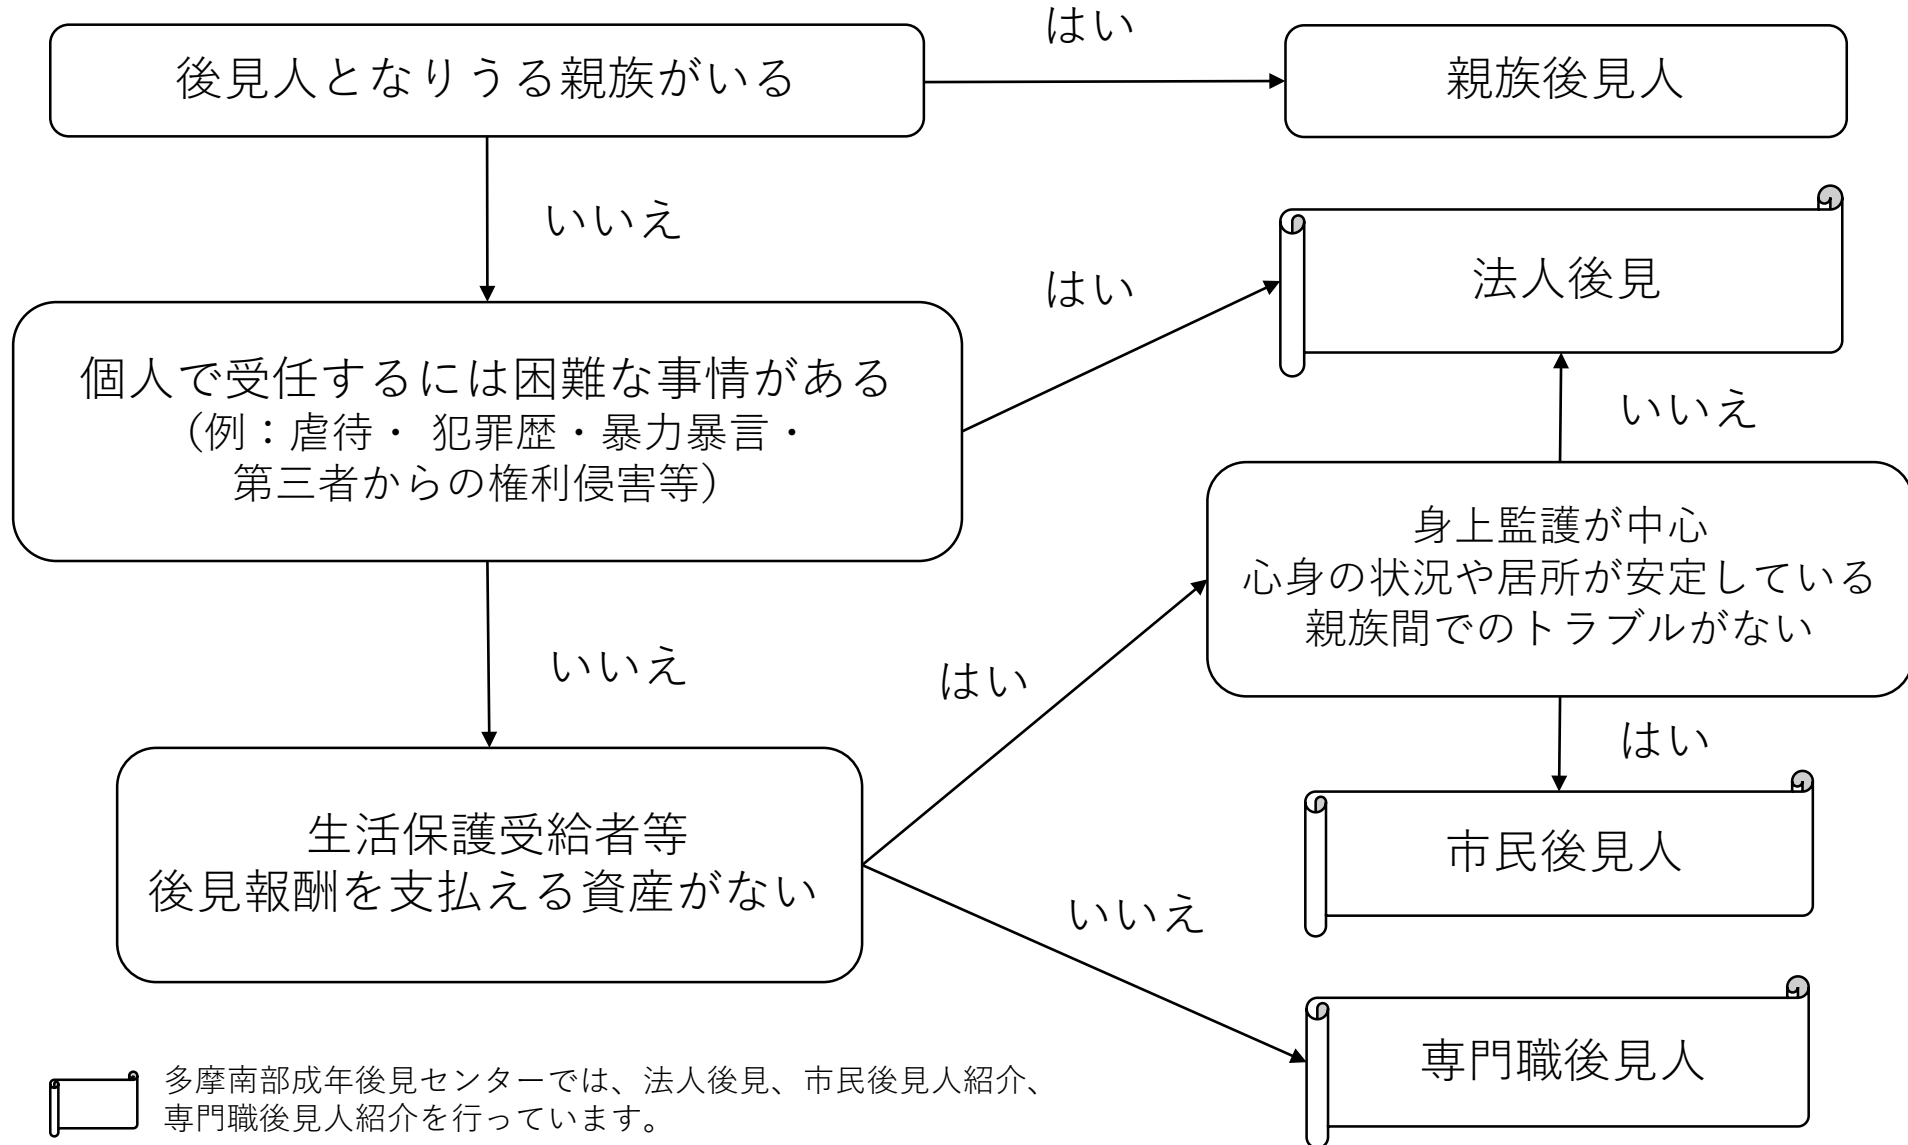 後見人となりうる親族がいる
はい
親族後見人
いいえ
個人で受任するには困難な事情がある
（例：虐待・ 犯罪歴・暴力暴言・
第三者からの権利侵害等）
はい
法人後見
いいえ
身上監護が中心
心身の状況や居所が安定している
親族間でのトラブルがない
いいえ
はい
はい
生活保護受給者等
後見報酬を支払える資産がない
市民後見人
いいえ
専門職後見人
多摩南部成年後見センターでは、法人後見、市民後見人紹介、
専門職後見人紹介を行っています。